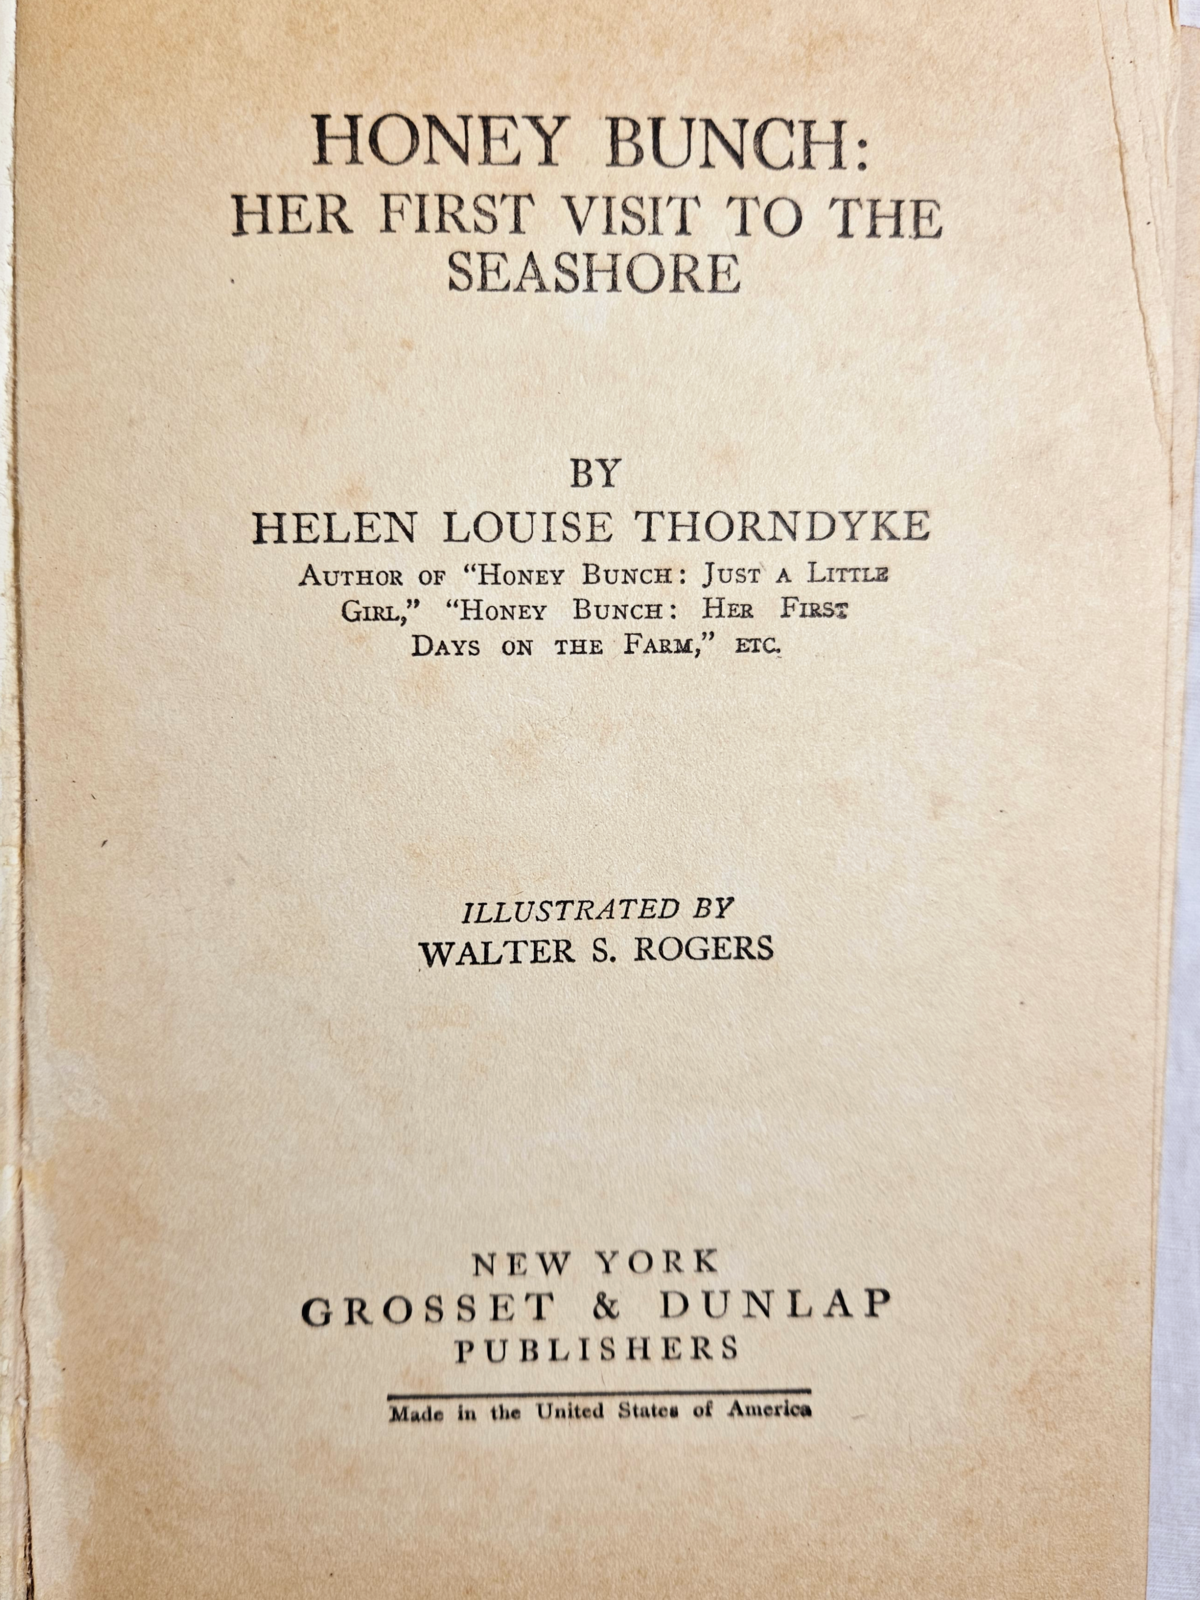 HONEY BUNCH:
HER FIRST VISIT TO THE
SEASHORE
BY
HELEN LOUISE THORNDYKE
AUTHOR OF "HONEY BUNCH: JUST A LITTLE
GIRL," "HONEY BUNCH: HER FIRST
DAYS ON THE FARM," ETC.
ILLUSTRATED BY
WALTER S. ROGERS
NEW YORK
GROSSET & DUNLAP
PUBLISHERS
Made in the United States of America